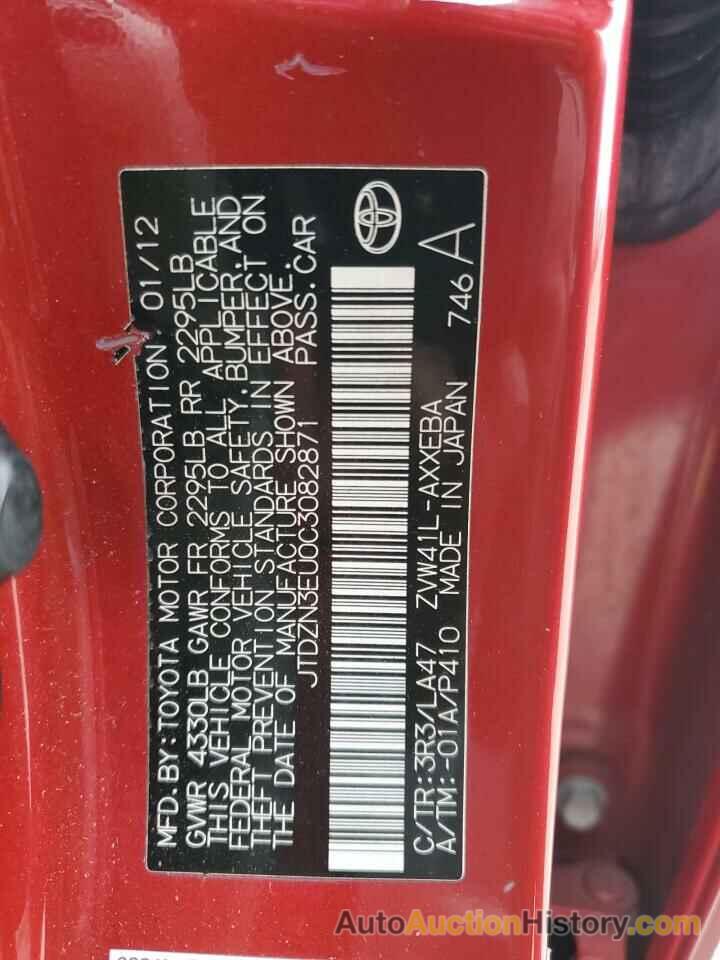 MFD.BY:TOYOTA MOTOR CORPORATION 01/12
GVWR 4330LB GAWR FR 2295LB RR 2295LB
THIS VEHICLE CONFORMS TO ALL APPLICABLE
FEDERAL MOTOR VEHICLE SAFETY,BUMPER,AND
THEFT PREVENTION STANDARDS IN EFFECT ON
THE DATE OF MANUFACTURE SHOWN ABOVE.
JTDZN3EU0C3082871 PASS.CAR
C/TR:3R3/LA47 ZVW41L-AXXEBA
A/TM:-01A/P410 MADE IN JAPAN
746 A
AutoAuctionHistory.com